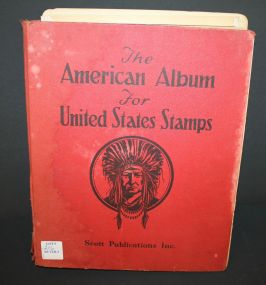 The
American Album
For
United States Stamps
Scott Publications Inc.